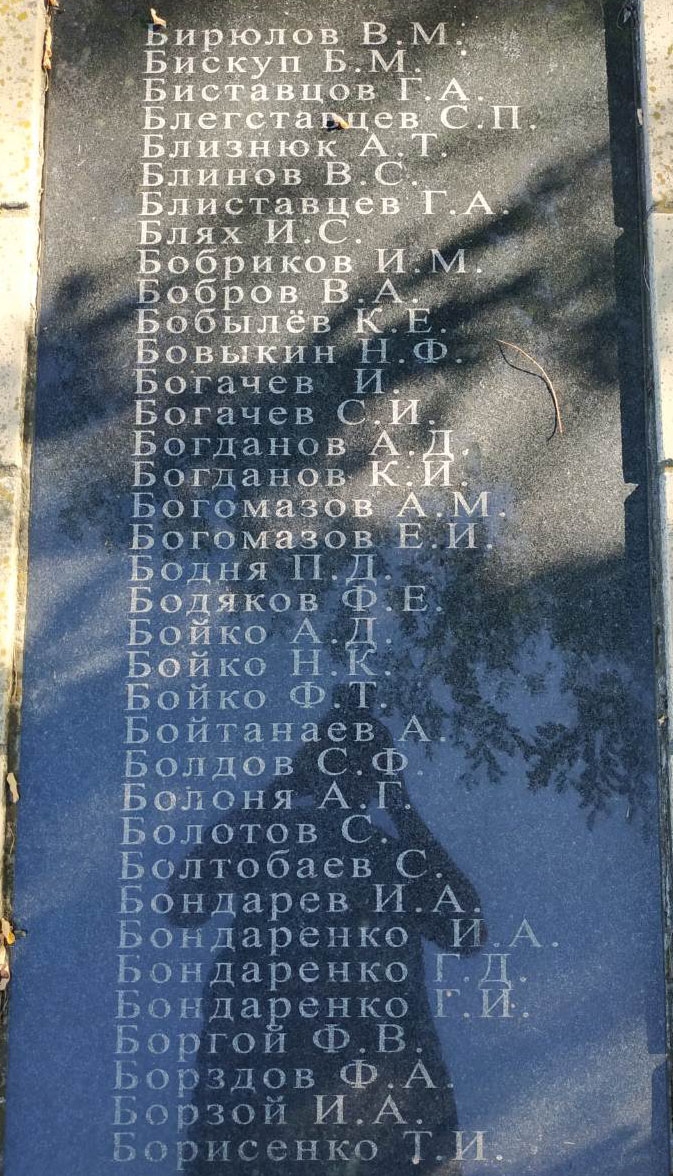 Бирюлов В.М.
Бискуп Б.М.
Биставцов Г.А.
Блегставцев С.П.
Близнюк А.Т.
Блинов В.С.
Блиставцев Г.А.
Блях И.С.
Бобриков И.М.
Бобров В.А.
Бобылёв К.Е.
Бовыкин Н.Ф.
Богачев И.
Богачев С.И.
Богданов А.Д.
Богданов К.И.
Богомазов А.М.
Богомазов Е.И.
Бодня П.Д.
Бодяков Ф.Е.
Бойко А.Д.
Бойко Н.К.
Бойко Ф.Т.
Бойтанаев А.
Болдов С.Ф.
Болоня А.Г.
Болотов С.
Болтобаев С.
Бондарев И.А.
Бондаренко И.А.
Бондаренко Г.Д.
Бондаренко Г.И.
Боргой Ф.В.
Борздов Ф.А.
Борзой И.А.
Борисенко Т.И.